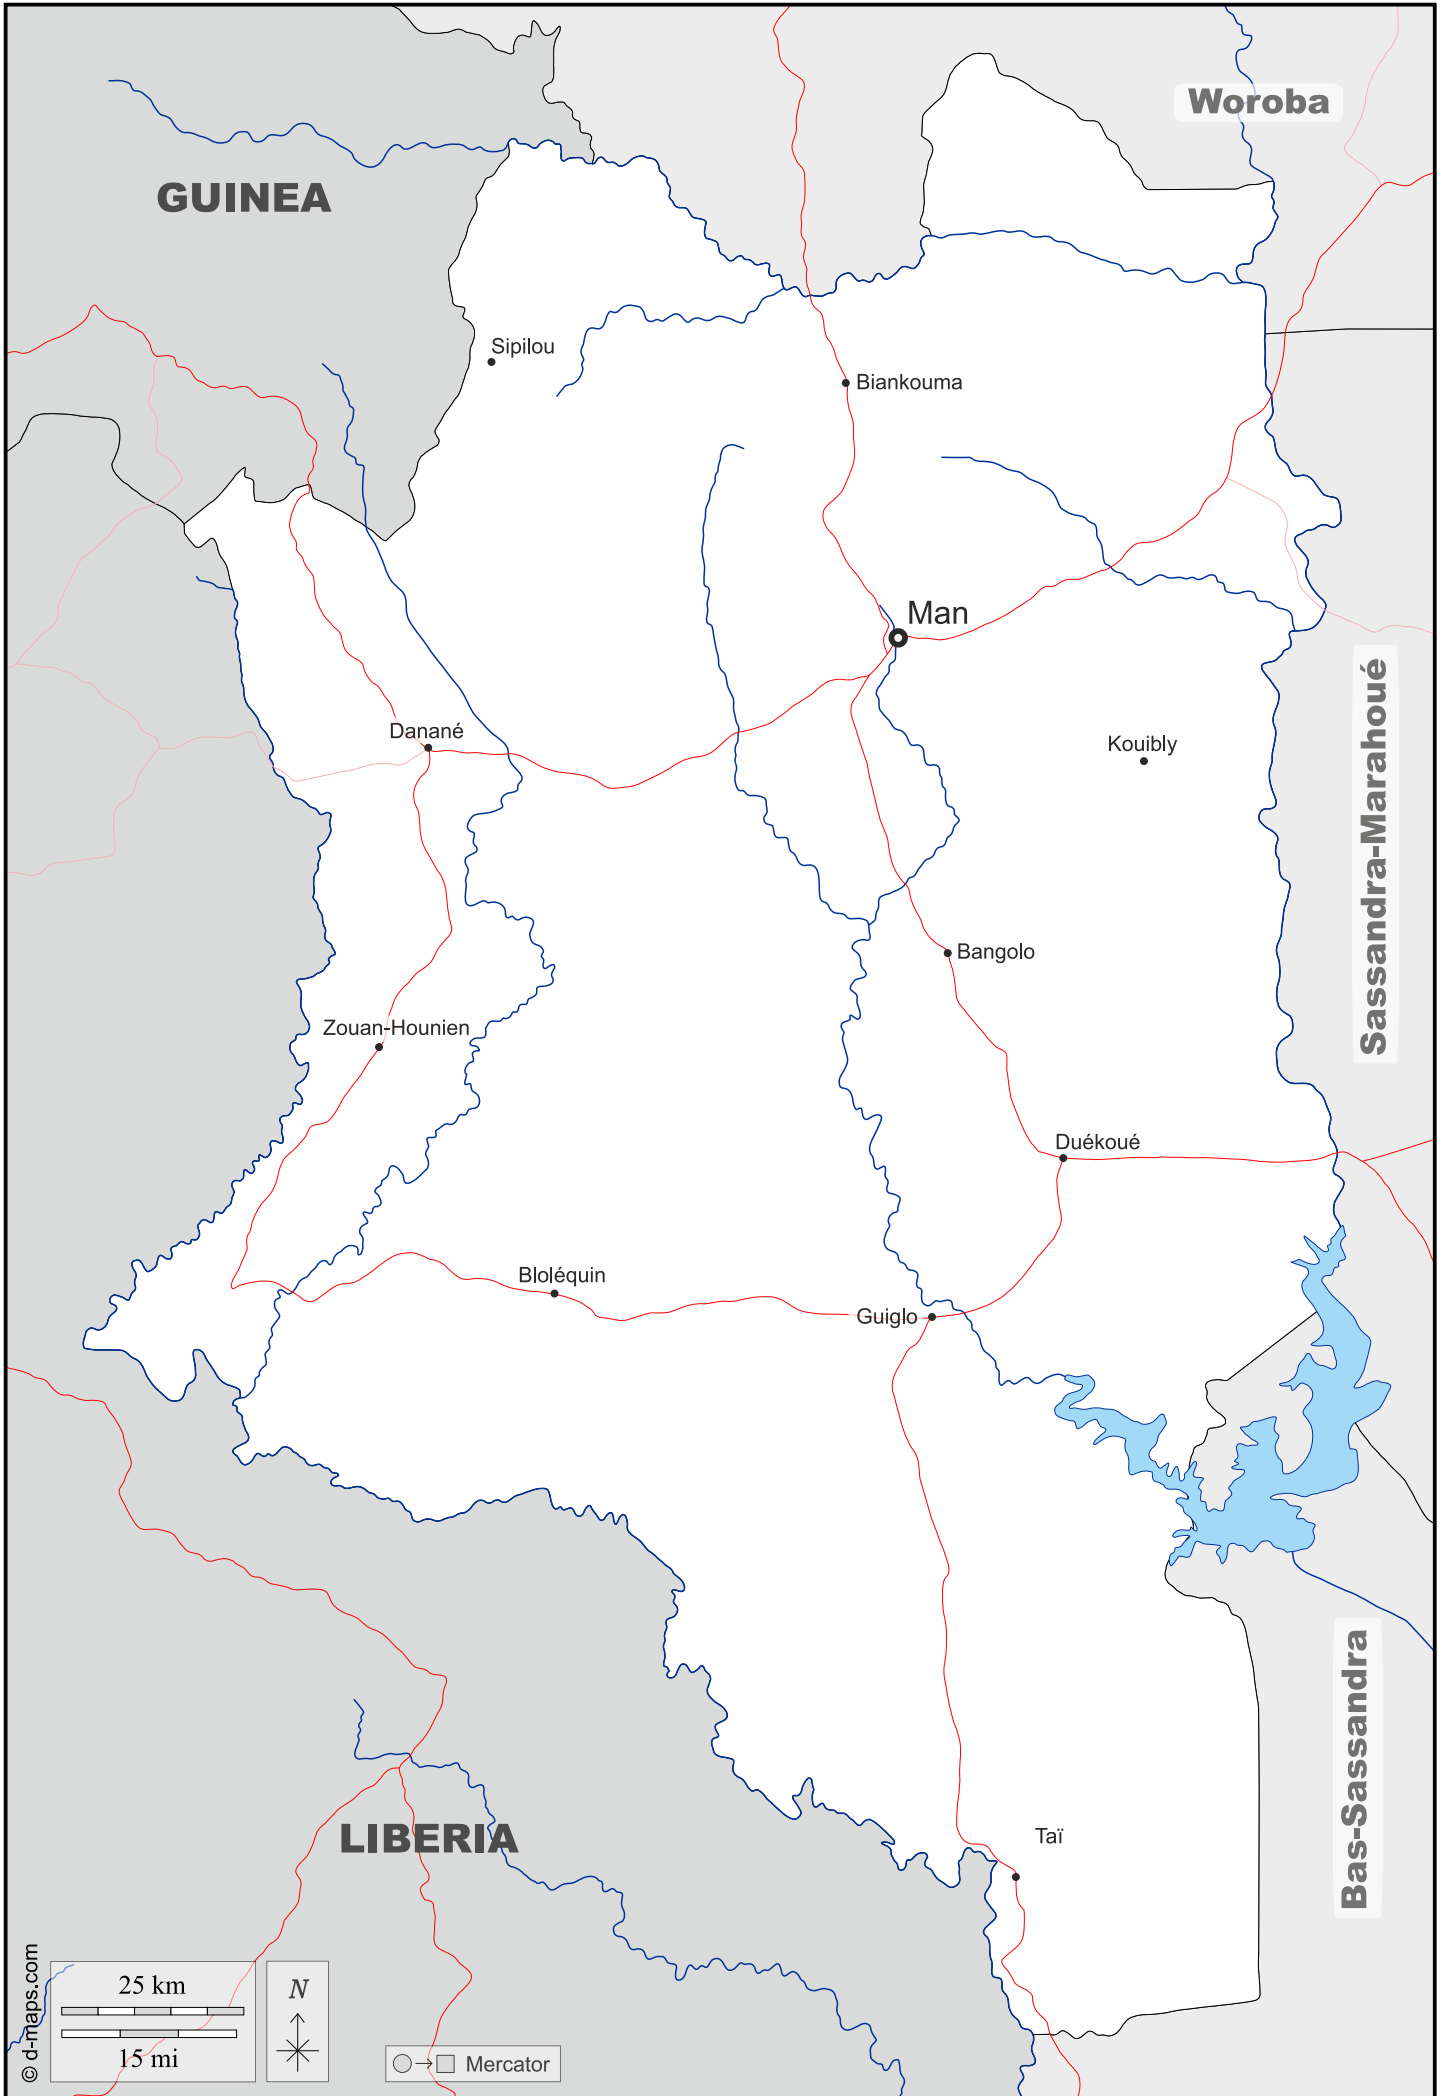 Woroba
GUINEA
Sipilou
Biankouma
Man
Danané
Kouibly
Sassandra-Marahoué
Bangolo
Zouan-Hounien
Duékoué
Bloléquin
Guiglo
Bas-Sassandra
Taï
LIBERIA
© d-maps.com
25 km
15 mi
N
Mercator